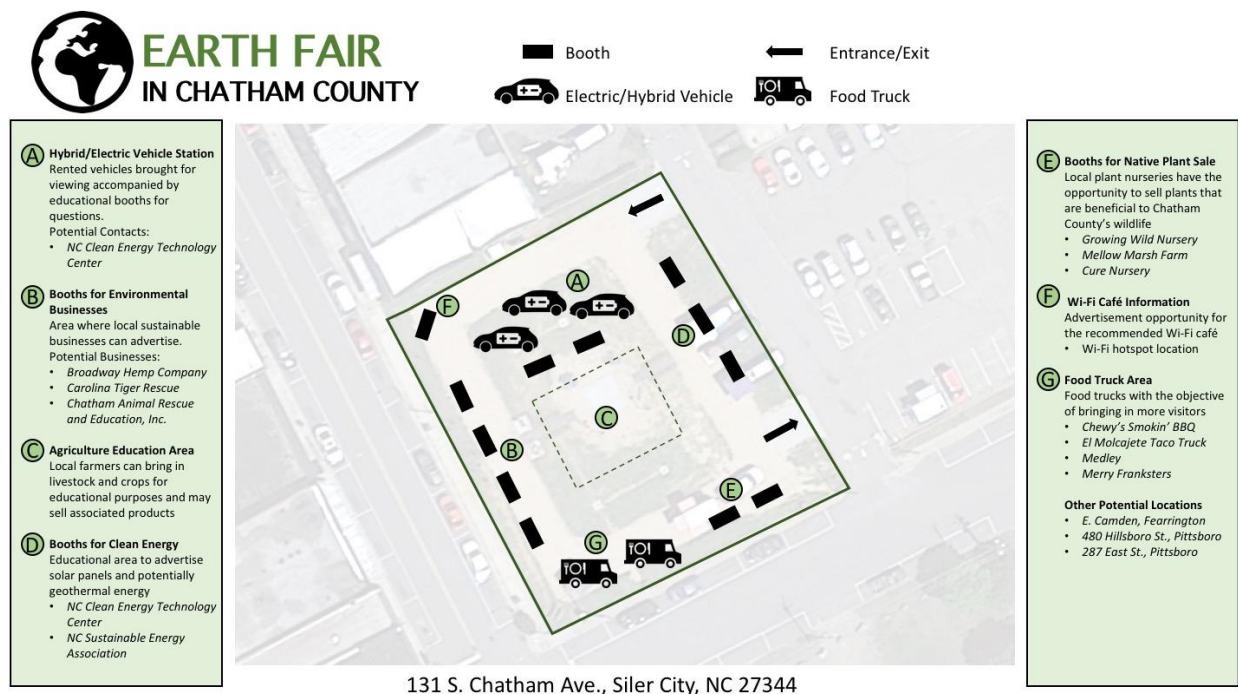 EARTH FAIR
IN CHATHAM COUNTY
Booth
Entrance/Exit
Electric/Hybrid Vehicle
Food Truck
A Hybrid/Electric Vehicle Station
Rented vehicles brought for
viewing accompanied by
educational booths for
questions.
Potential Contacts:
• NC Clean Energy Technology
Center
B Booths for Environmental
Businesses
Area where local sustainable
businesses can advertise.
Potential Businesses:
• Broadway Hemp Company
• Carolina Tiger Rescue
• Chatham Animal Rescue
and Education, Inc.
C Agriculture Education Area
Local farmers can bring in
livestock and crops for
educational purposes and may
sell associated products
D Booths for Clean Energy
Educational area to advertise
solar panels and potentially
geothermal energy
• NC Clean Energy Technology
Center
• NC Sustainable Energy
Association
A
F
D
C
B
E
G
E Booths for Native Plant Sale
Local plant nurseries have the
opportunity to sell plants that
are beneficial to Chatham
County's wildlife
• Growing Wild Nursery
• Mellow Marsh Farm
• Cure Nursery
F Wi-Fi Café Information
Advertisement opportunity for
the recommended Wi-Fi café
• Wi-Fi hotspot location
G Food Truck Area
Food trucks with the objective
of bringing in more visitors
• Chewy's Smokin' BBQ
• El Molcajete Taco Truck
• Medley
• Merry Franksters
Other Potential Locations
• E. Camden, Fearrington
• 480 Hillsboro St., Pittsboro
• 287 East St., Pittsboro
131 S. Chatham Ave., Siler City, NC 27344